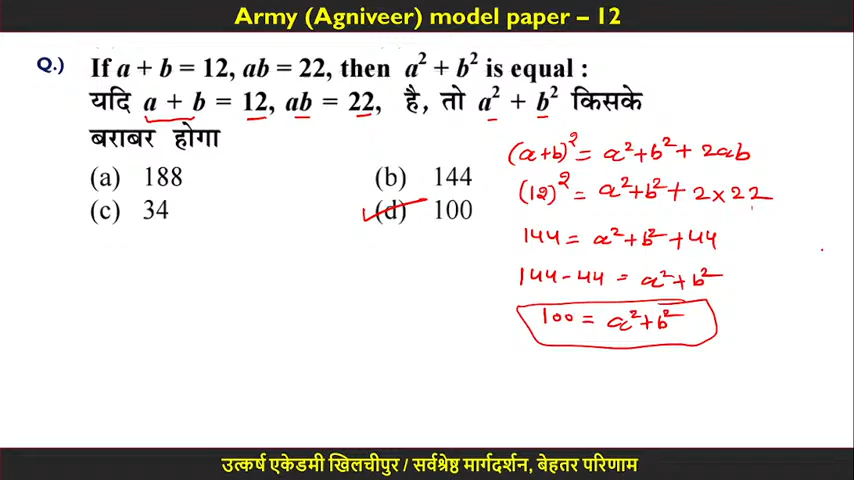 Army (Agniveer) model paper – 12
Q.) If a + b = 12, ab = 22, then a² + b² is equal :
यदि a + b = 12, ab = 22, है, तो a² + b² किसके
बराबर होगा
(a) 188 (b) 144
(c) 34 (d) 100
(a+b)² = a²+b²+2ab
(12)² = a²+b²+2×22
144 = a²+b²+44
144-44 = a²+b²
100 = a²+b²
उत्कर्ष एकेडमी खिलचीपुर / सर्वश्रेष्ठ मार्गदर्शन, बेहतर परिणाम